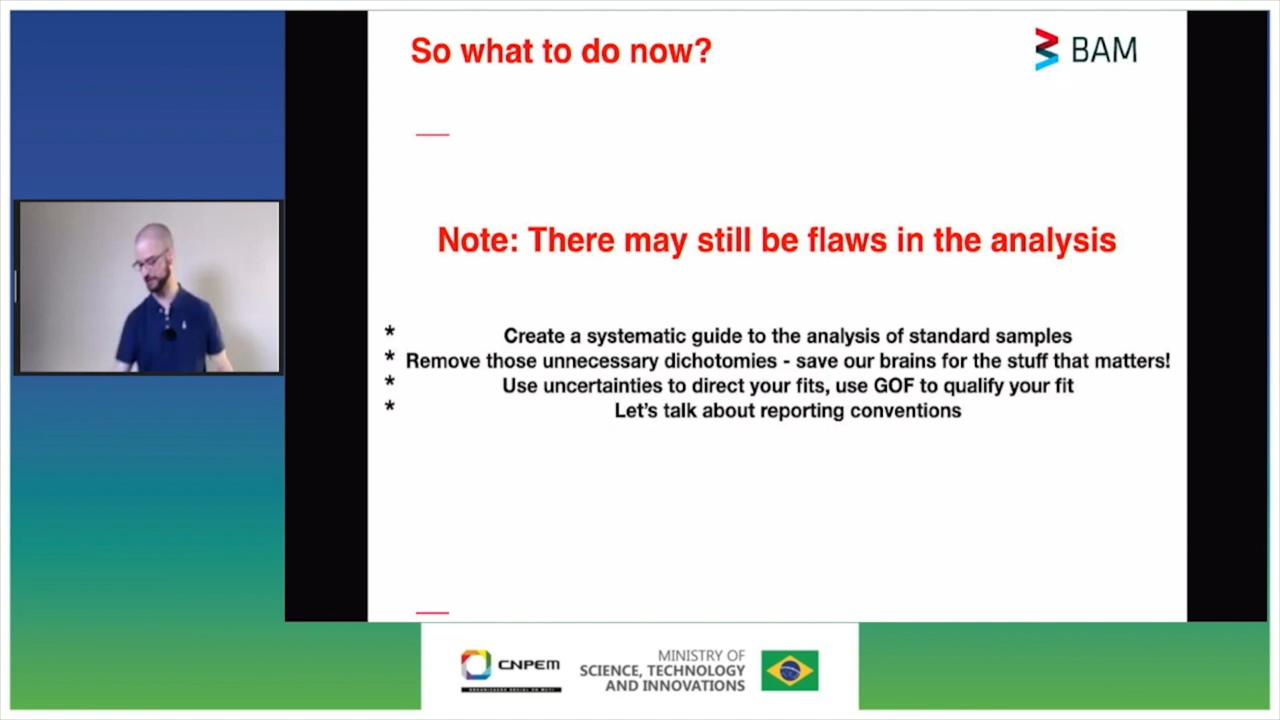 So what to do now?
BAM
Note: There may still be flaws in the analysis
* Create a systematic guide to the analysis of standard samples
* Remove those unnecessary dichotomies - save our brains for the stuff that matters!
* Use uncertainties to direct your fits, use GOF to qualify your fit
* Let's talk about reporting conventions
CNPEM
MINISTRY OF
SCIENCE, TECHNOLOGY
AND INNOVATIONS